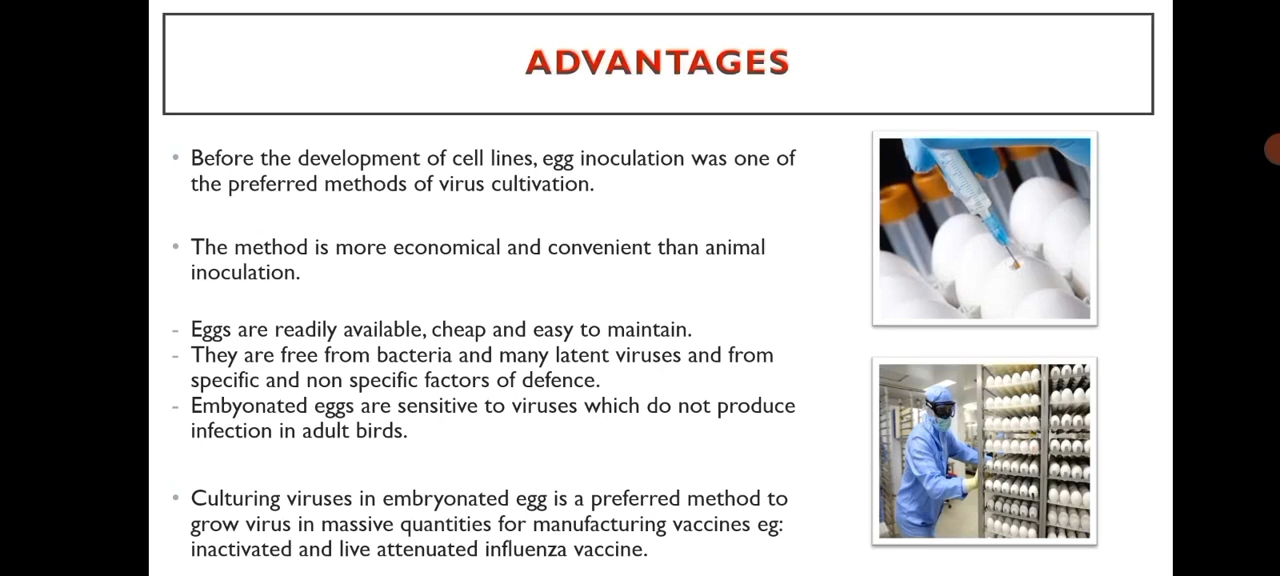 ADVANTAGES
• Before the development of cell lines, egg inoculation was one of
the preferred methods of virus cultivation.
• The method is more economical and convenient than animal
inoculation.
- Eggs are readily available, cheap and easy to maintain.
- They are free from bacteria and many latent viruses and from
specific and non specific factors of defence.
- Embyonated eggs are sensitive to viruses which do not produce
infection in adult birds.
• Culturing viruses in embryonated egg is a preferred method to
grow virus in massive quantities for manufacturing vaccines eg:
inactivated and live attenuated influenza vaccine.